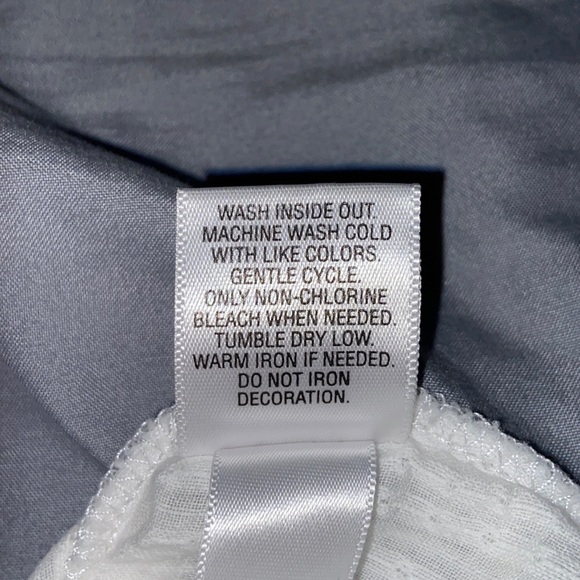 WASH INSIDE OUT.
MACHINE WASH COLD
WITH LIKE COLORS.
GENTLE CYCLE.
ONLY NON-CHLORINE
BLEACH WHEN NEEDED.
TUMBLE DRY LOW.
WARM IRON IF NEEDED.
DO NOT IRON
DECORATION.